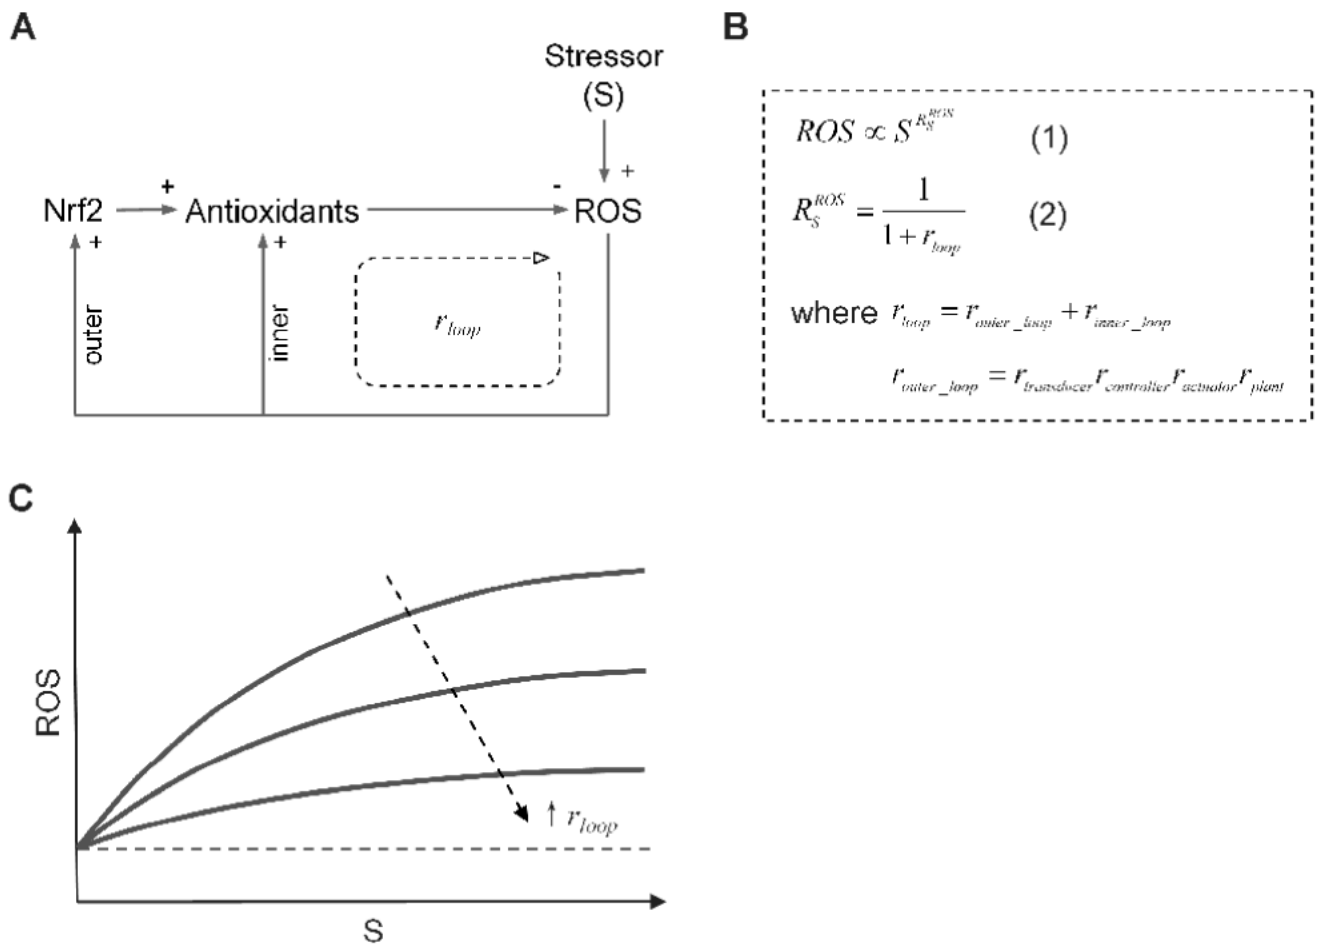 A
Stressor
(S)
+
+
-
Nrf2
Antioxidants
ROS
+
+
outer
inner
r_loop
B
ROS ∝ S^{R_S^{ROS}} (1)
R_S^{ROS} = 1 / (1 + r_loop) (2)
where r_loop = r_outer_loop + r_inner_loop
r_outer_loop = r_transducer r_controller r_actuator r_plant
C
ROS
↑ r_loop
S